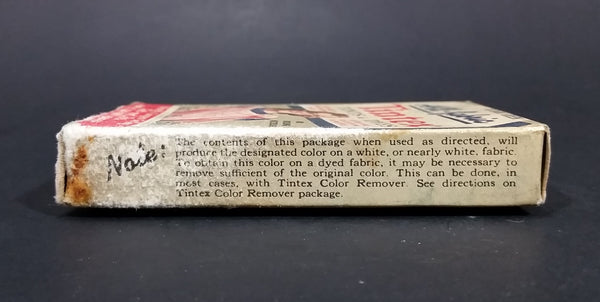 Note:
The contents of this package when used as directed, will
produce the designated color on a white, or nearly white, fabric.
To obtain this color on a dyed fabric, it may be necessary to
remove sufficient of the original color. This can be done, in
most cases, with Tintex Color Remover. See directions on
Tintex Color Remover package.